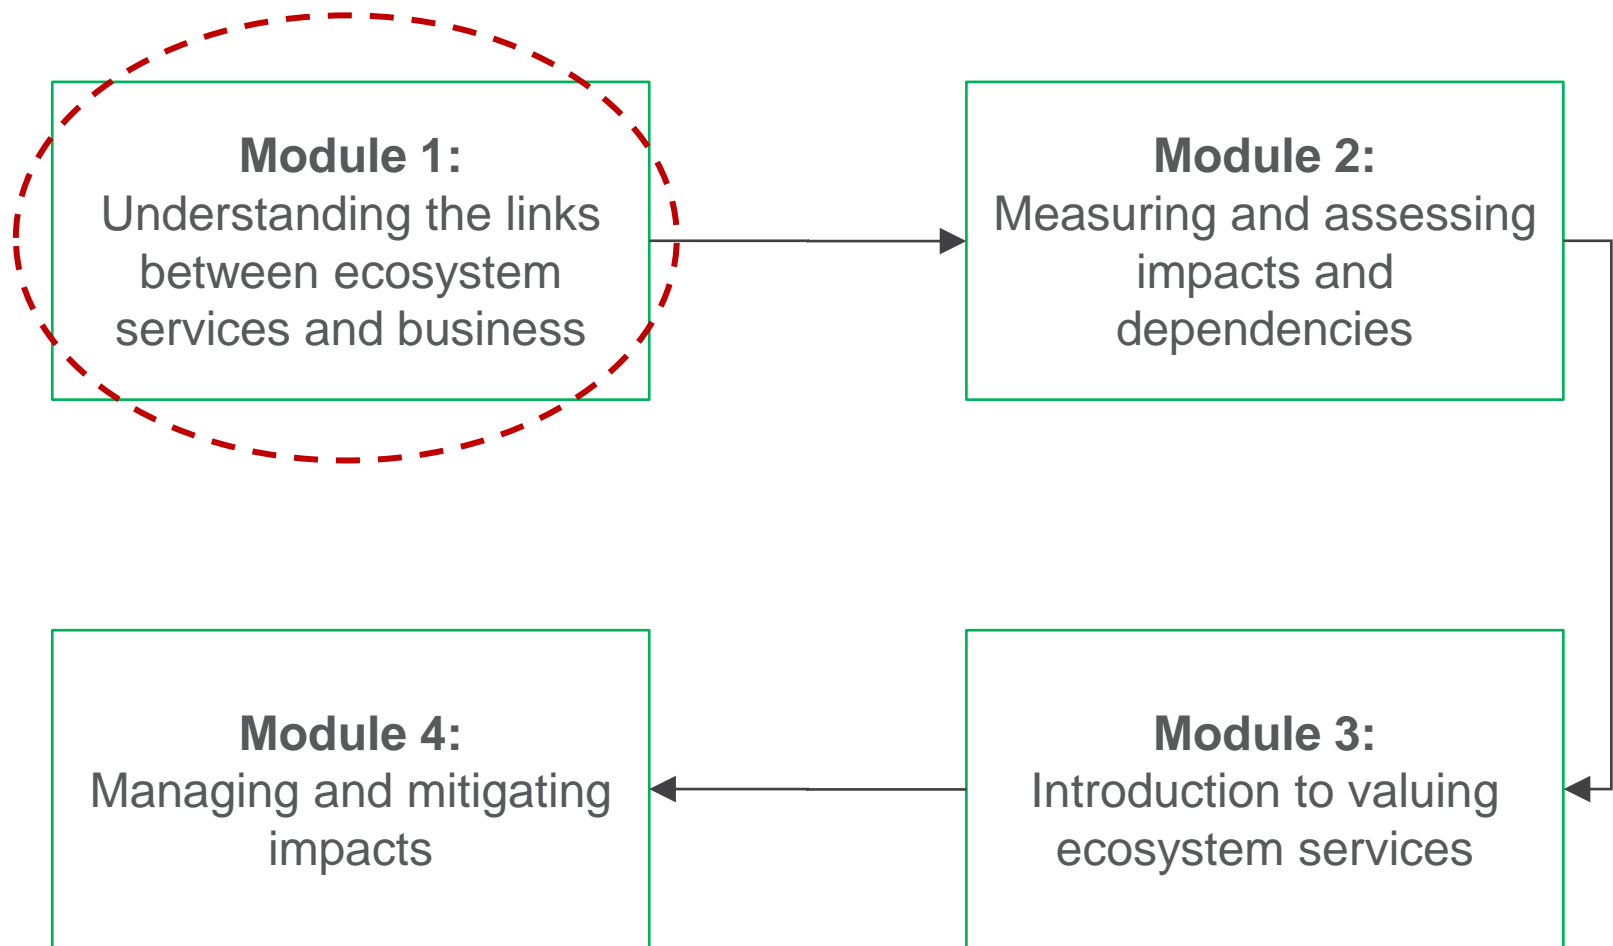 Module 1:
Understanding the links
between ecosystem
services and business
Module 2:
Measuring and assessing
impacts and
dependencies
Module 3:
Introduction to valuing
ecosystem services
Module 4:
Managing and mitigating
impacts